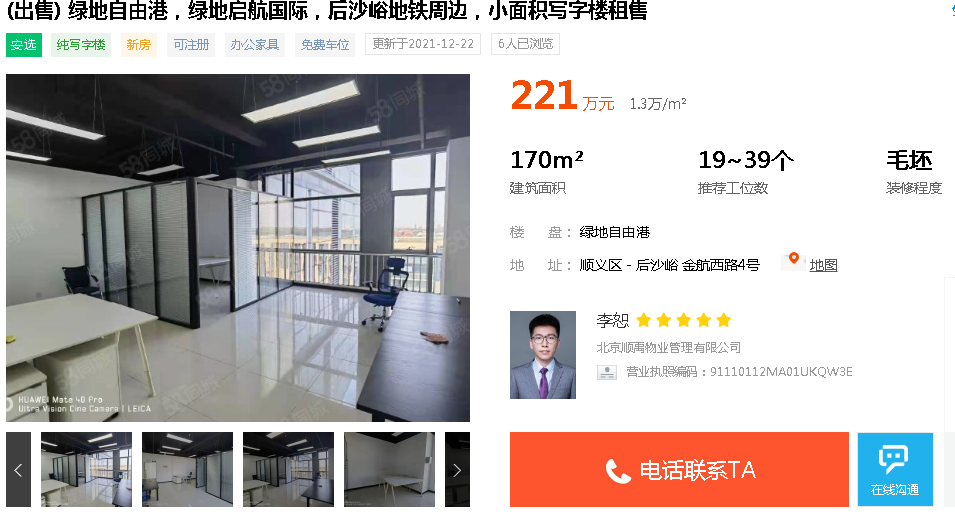 (出售) 绿地自由港，绿地启航国际，后沙峪地铁周边，小面积写字楼租售
安选 纯写字楼 新房 可注册 办公家具 免费车位 更新于2021-12-22 6人已浏览
221 万元 1.3万/m²
170m² 19~39个 毛坯
建筑面积 推荐工位数 装修程度
楼 盘： 绿地自由港
地 址： 顺义区 - 后沙峪 金航西路4号 地图
李恕
北京顺禹物业管理有限公司
营业执照编码：91110112MA01UKQW3E
58同城
HUAWEI Mate 40 Pro
Ultra Vision Cine Camera | LEICA
电话联系TA
在线沟通